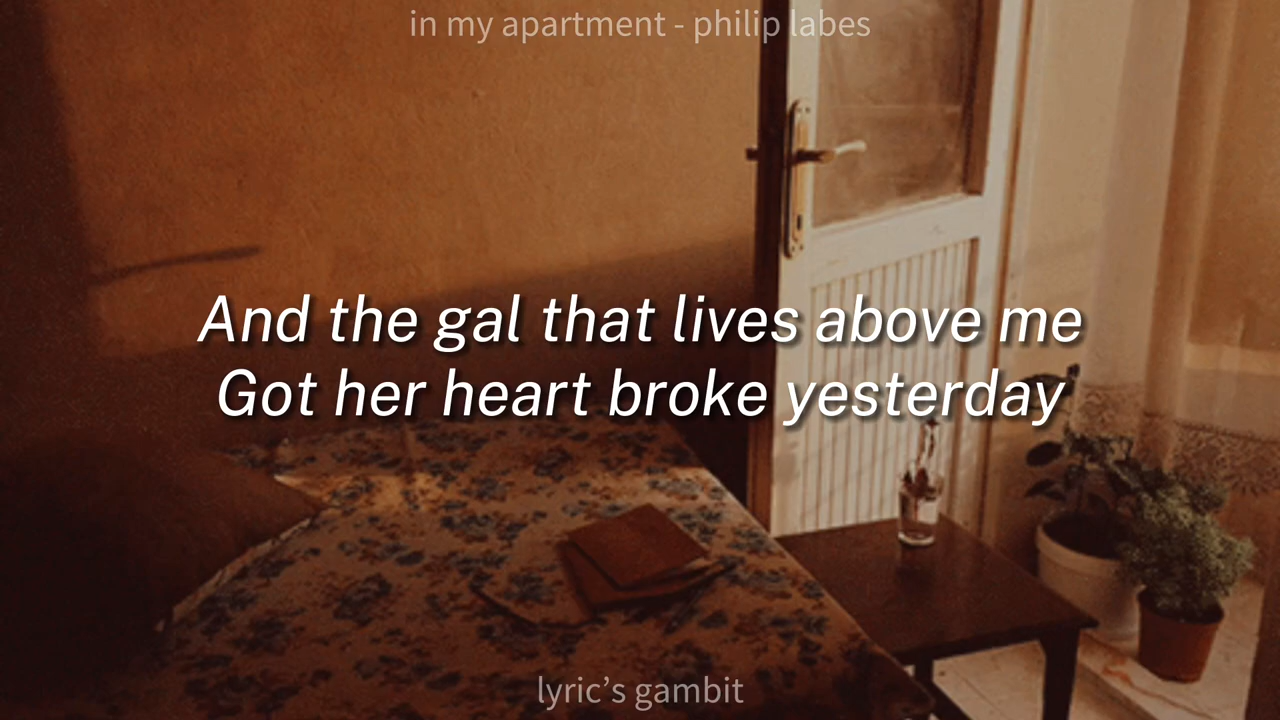 in my apartment - philip labes
And the gal that lives above me
Got her heart broke yesterday
lyric’s gambit